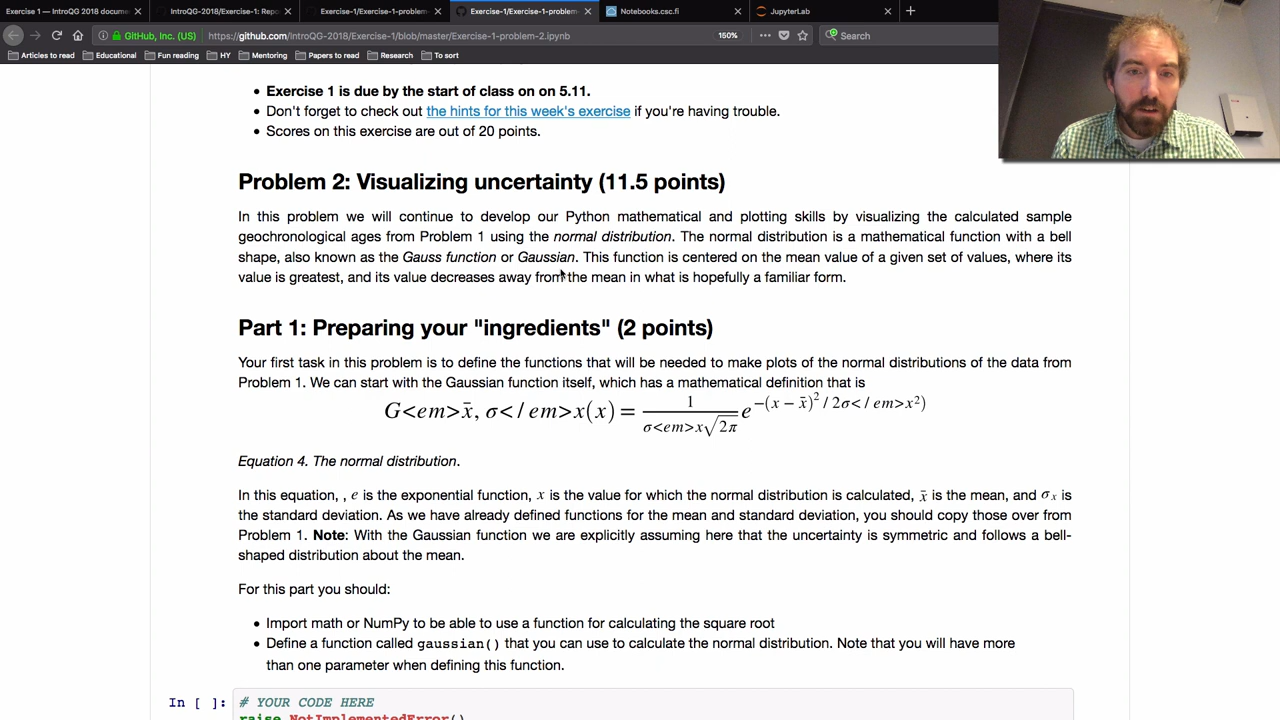 Exercise 1 — IntroQG 2018 docum…
IntroQG-2018/Exercise-1: Repo
Exercise-1/Exercise-1-problem-
Exercise-1/Exercise-1-problem-
Notebooks.csc.fi
JupyterLab
GitHub, Inc. (US)
https://github.com/IntroQG-2018/Exercise-1/blob/master/Exercise-1-problem-2.ipynb
150%
Search
Articles to read
Educational
Fun reading
HY
Mentoring
Papers to read
Research
To sort
• Exercise 1 is due by the start of class on on 5.11.
• Don't forget to check out the hints for this week's exercise if you're having trouble.
• Scores on this exercise are out of 20 points.
Problem 2: Visualizing uncertainty (11.5 points)
In this problem we will continue to develop our Python mathematical and plotting skills by visualizing the calculated sample
geochronological ages from Problem 1 using the normal distribution. The normal distribution is a mathematical function with a bell
shape, also known as the Gauss function or Gaussian. This function is centered on the mean value of a given set of values, where its
value is greatest, and its value decreases away from the mean in what is hopefully a familiar form.
Part 1: Preparing your "ingredients" (2 points)
Your first task in this problem is to define the functions that will be needed to make plots of the normal distributions of the data from
Problem 1. We can start with the Gaussian function itself, which has a mathematical definition that is
G<em>x̄, σ</em>x(x) = 1 / σ<em>x√2π e^−(x − x̄)² / 2σ</em>x²)
Equation 4. The normal distribution.
In this equation, , e is the exponential function, x is the value for which the normal distribution is calculated, x̄ is the mean, and σx is
the standard deviation. As we have already defined functions for the mean and standard deviation, you should copy those over from
Problem 1. Note: With the Gaussian function we are explicitly assuming here that the uncertainty is symmetric and follows a bell-
shaped distribution about the mean.
For this part you should:
• Import math or NumPy to be able to use a function for calculating the square root
• Define a function called gaussian() that you can use to calculate the normal distribution. Note that you will have more
than one parameter when defining this function.
In [ ]: # YOUR CODE HERE
raise NotImplementedError()